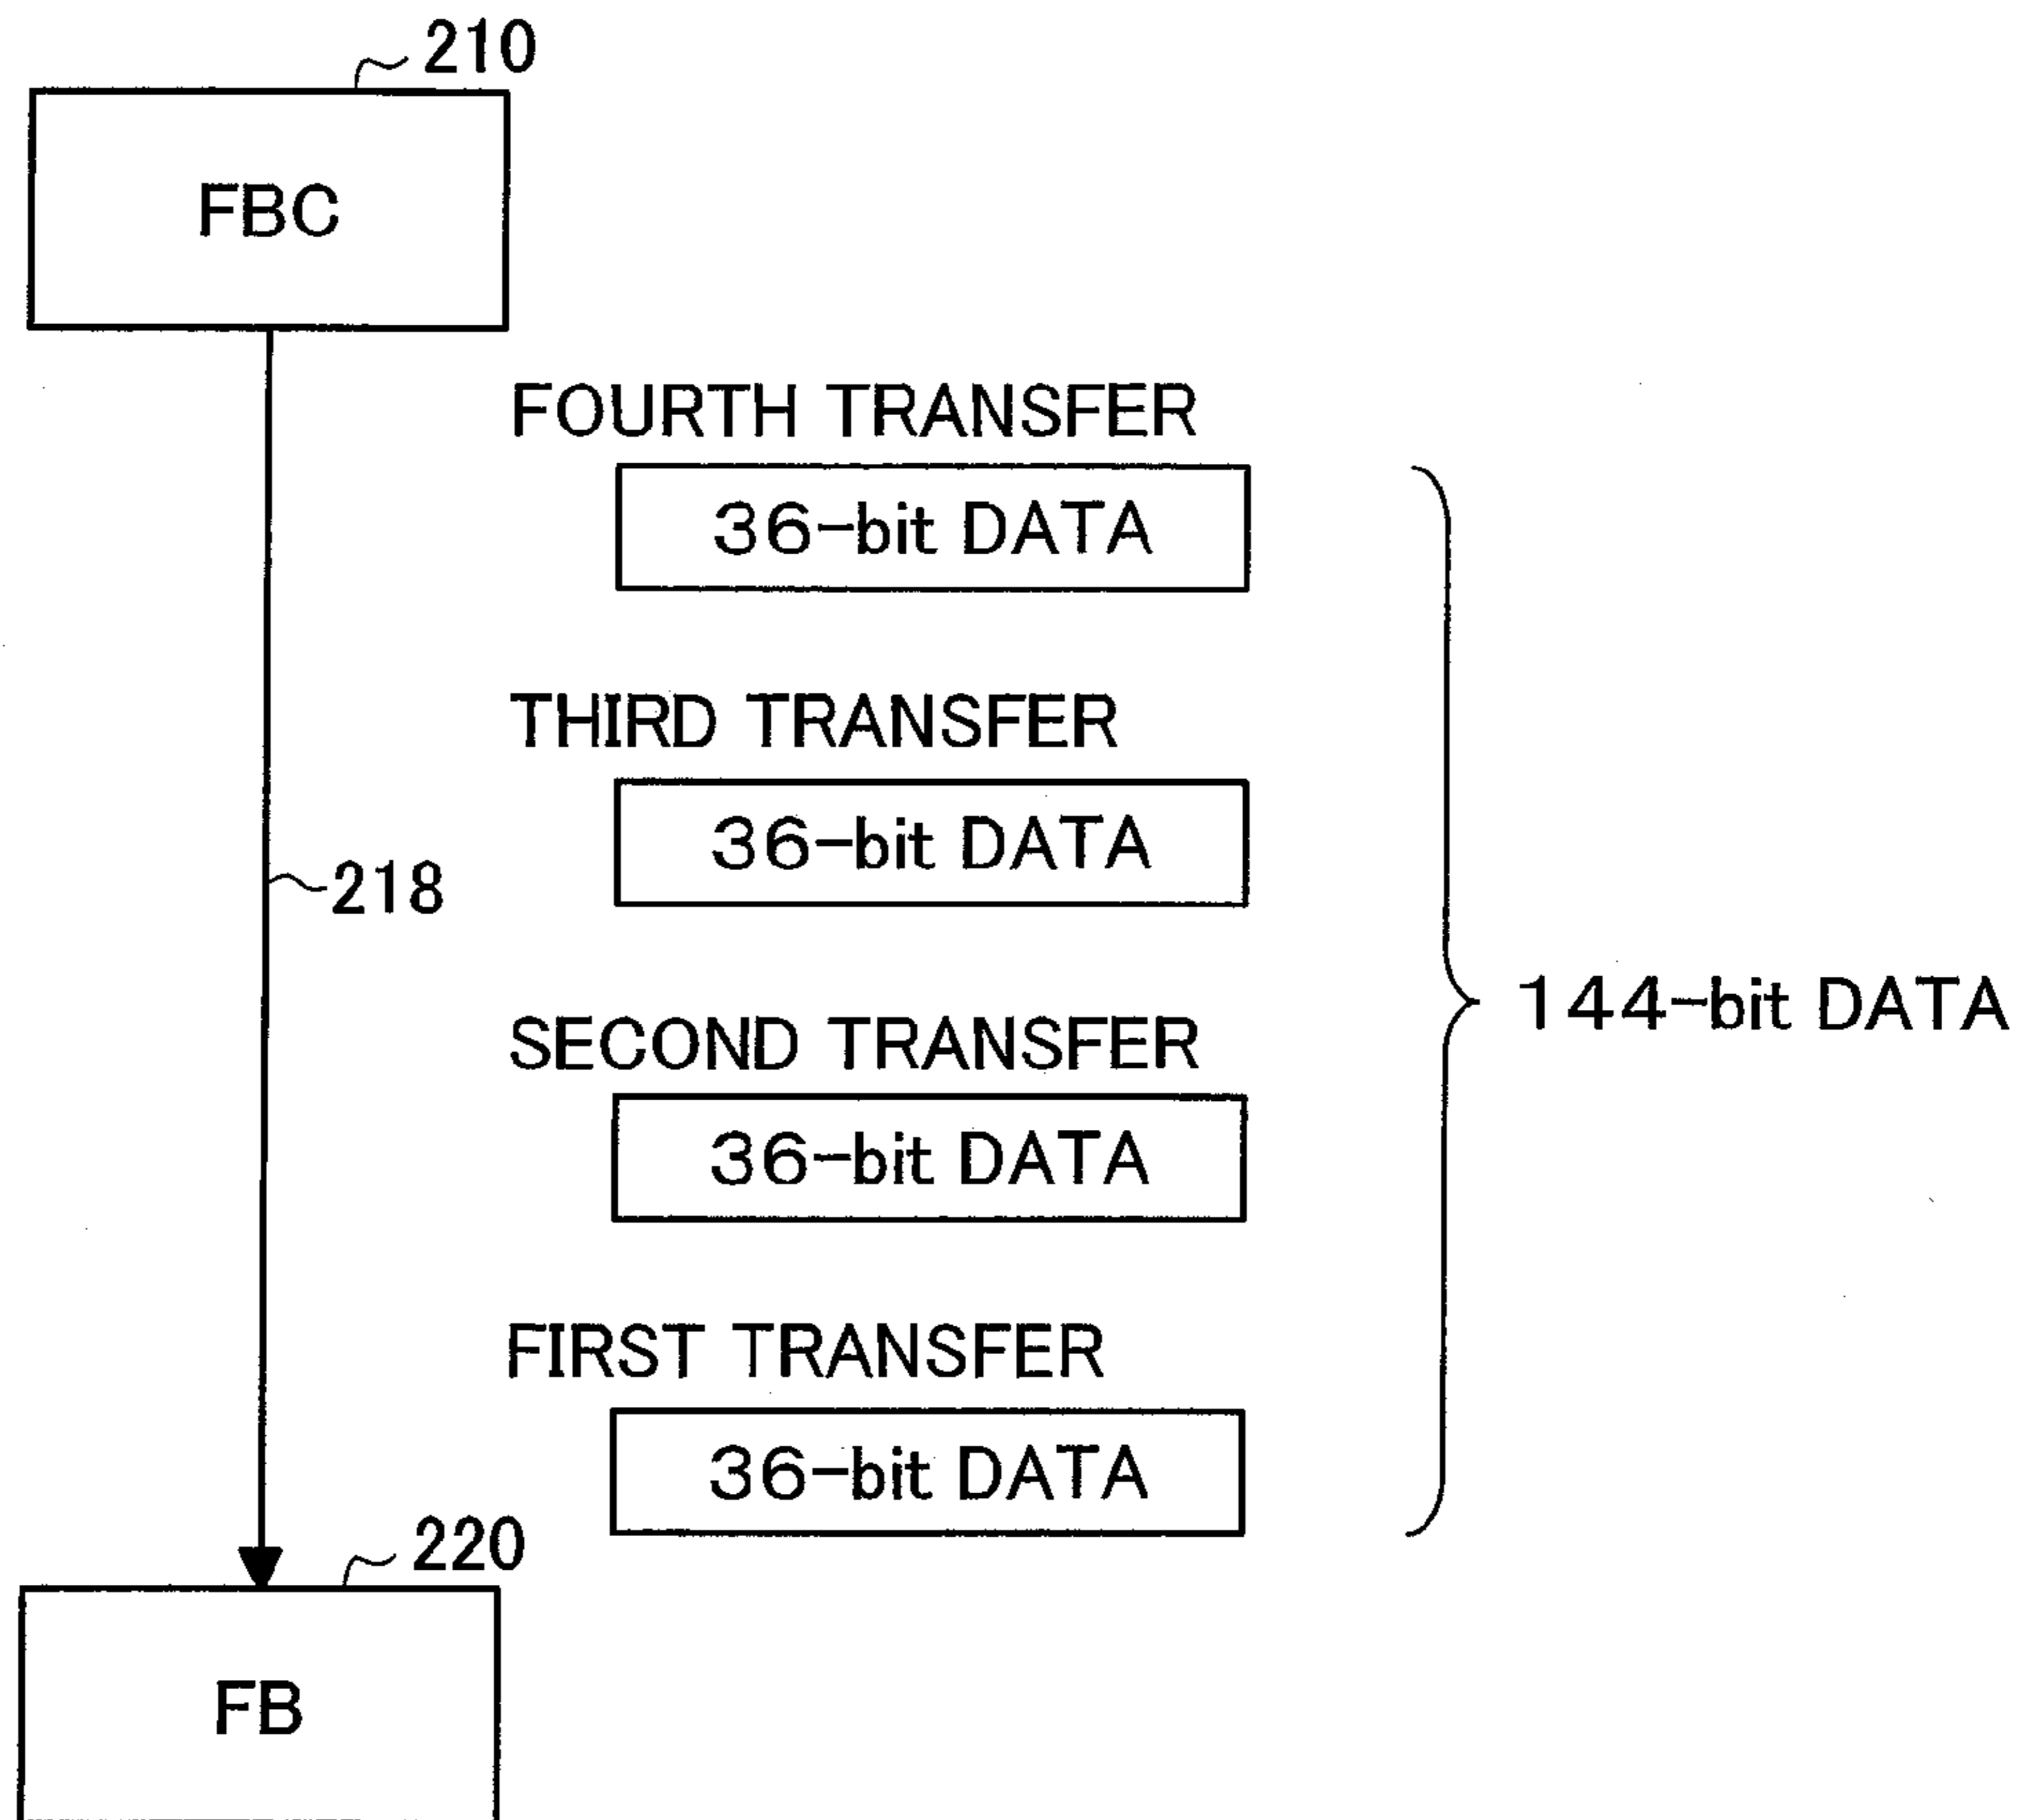 210
FBC
FOURTH TRANSFER
36-bit DATA
THIRD TRANSFER
36-bit DATA
218
144-bit DATA
SECOND TRANSFER
36-bit DATA
FIRST TRANSFER
36-bit DATA
220
FB